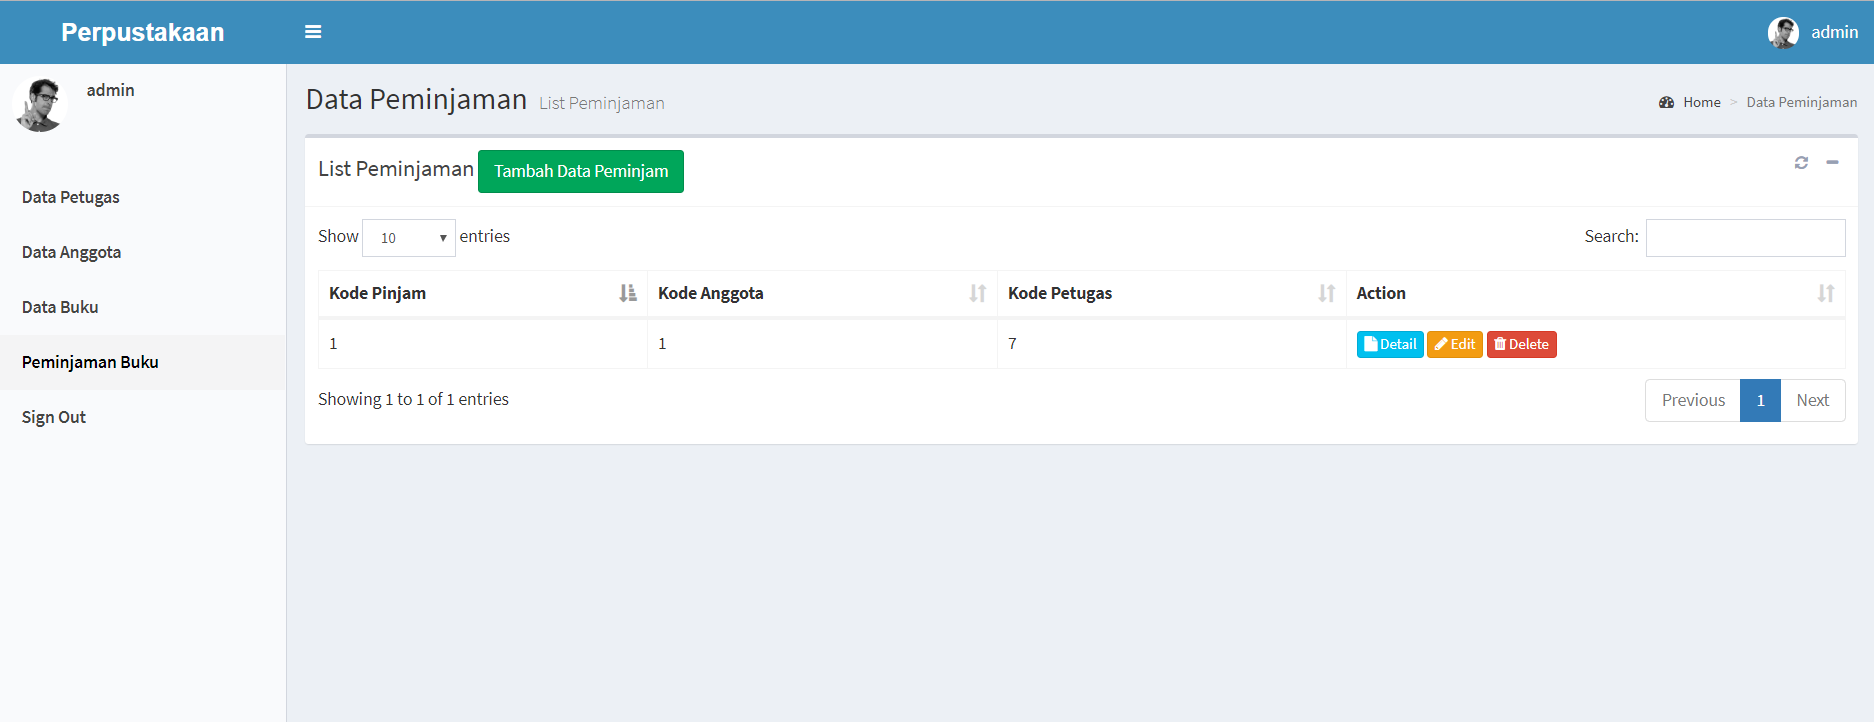 Perpustakaan
admin
admin
Data Petugas
Data Anggota
Data Buku
Peminjaman Buku
Sign Out
Data Peminjaman List Peminjaman
Home > Data Peminjaman
List Peminjaman Tambah Data Peminjam
Show 10 entries
Search:
Kode Pinjam Kode Anggota Kode Petugas Action
1 1 7 Detail Edit Delete
Showing 1 to 1 of 1 entries
Previous 1 Next